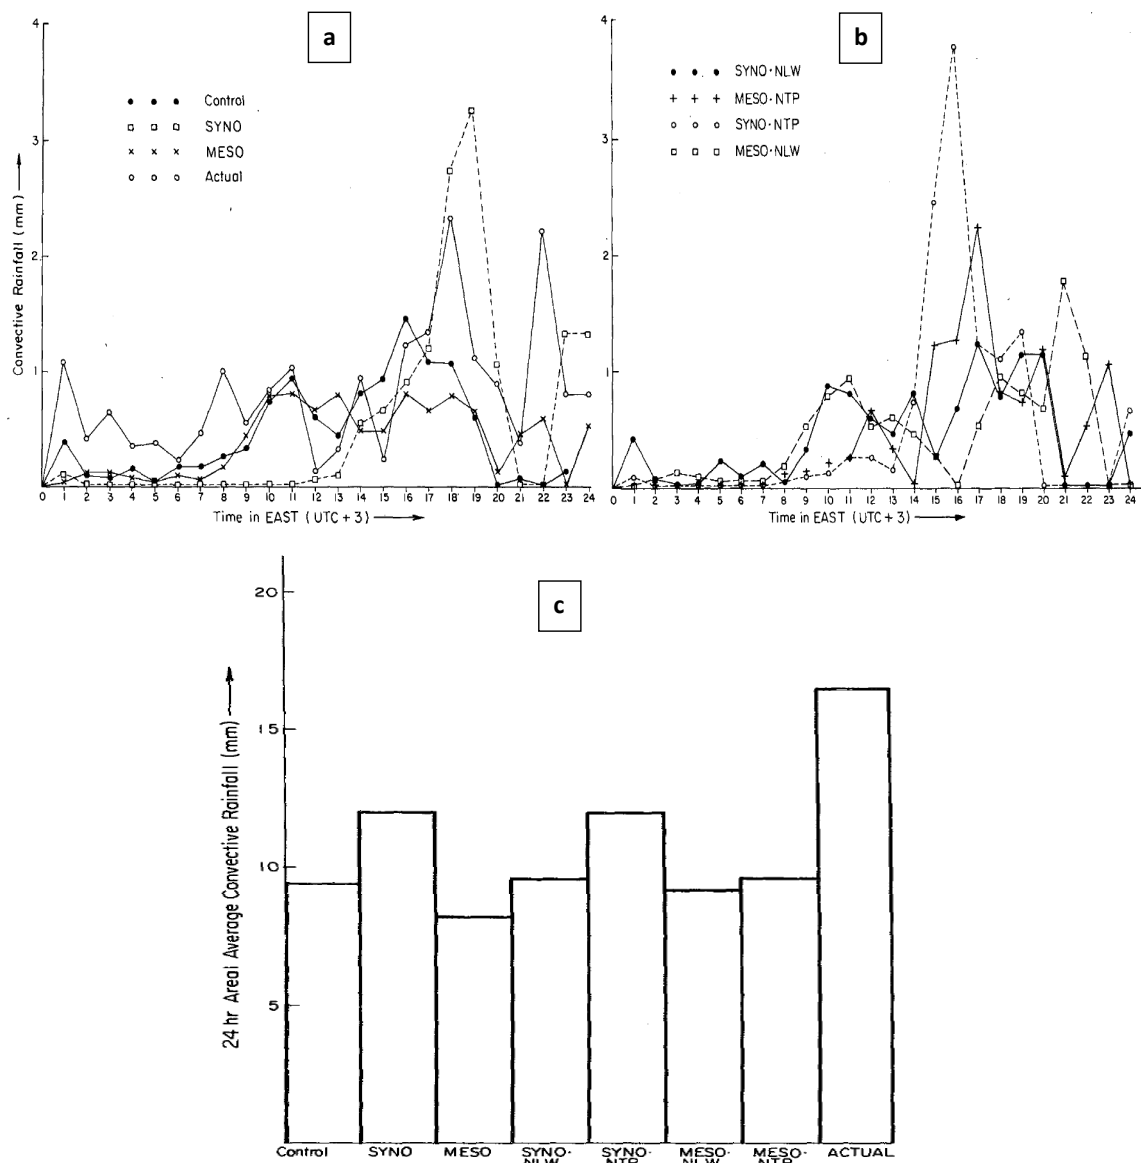 a
4
3
2
1
Convective Rainfall (mm)
Control
SYNO
MESO
Actual
0 1 2 3 4 5 6 7 8 9 10 11 12 13 14 15 16 17 18 19 20 21 22 23 24
Time in EAST (UTC + 3)
b
4
3
2
1
SYNO·NLW
MESO·NTP
SYNO·NTP
MESO·NLW
0 1 2 3 4 5 6 7 8 9 10 11 12 13 14 15 16 17 18 19 20 21 22 23 24
Time in EAST (UTC + 3)
c
20
15
10
5
24 hr Areal Average Convective Rainfall (mm)
Control SYNO MESO SYNO· SYNO· MESO· MESO· ACTUAL
NLW NTP NLW NTP